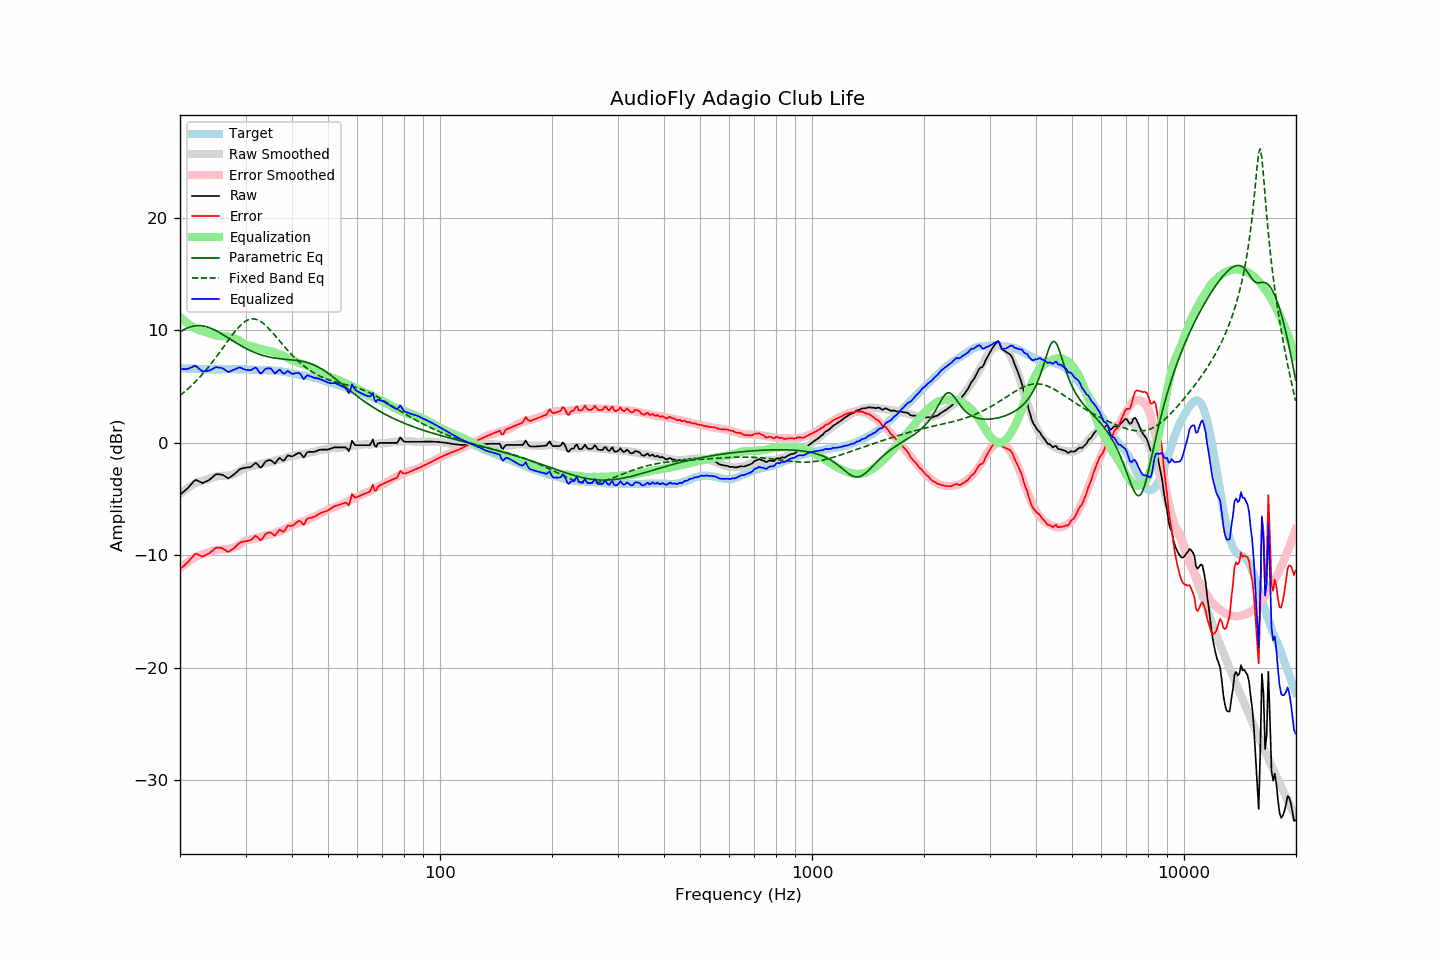 AudioFly Adagio Club Life
Target
Raw Smoothed
Error Smoothed
Raw
Error
Equalization
Parametric Eq
Fixed Band Eq
Equalized
20
10
0
−10
−20
−30
Amplitude (dBr)
100
1000
10000
Frequency (Hz)